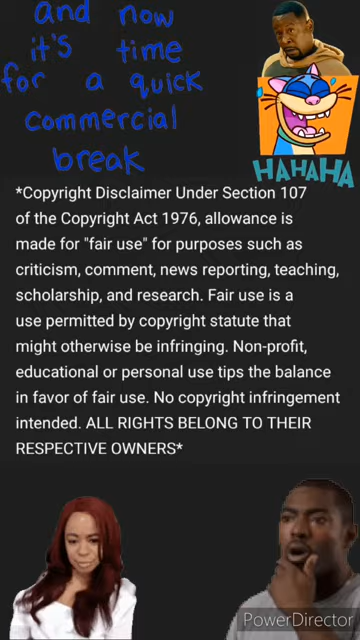 and now
it's time
for a quick
commercial
break
HAHAHA
*Copyright Disclaimer Under Section 107
of the Copyright Act 1976, allowance is
made for "fair use" for purposes such as
criticism, comment, news reporting, teaching,
scholarship, and research. Fair use is a
use permitted by copyright statute that
might otherwise be infringing. Non-profit,
educational or personal use tips the balance
in favor of fair use. No copyright infringement
intended. ALL RIGHTS BELONG TO THEIR
RESPECTIVE OWNERS*
PowerDirector